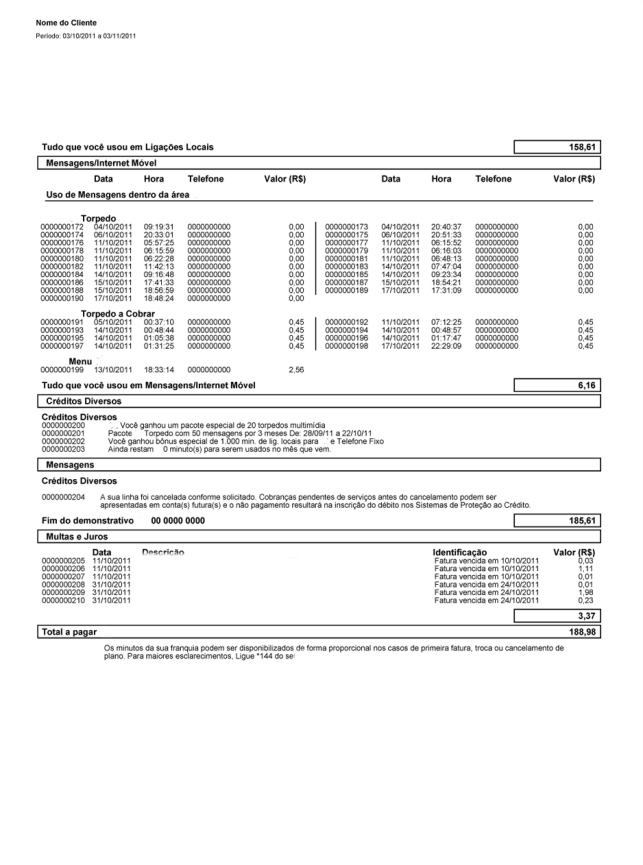 Nome do Cliente
Período: 03/10/2011 a 03/11/2011
Tudo que você usou em Ligações Locais 158,61
Mensagens/Internet Móvel
Data Hora Telefone Valor (R$) Data Hora Telefone Valor (R$)
Uso de Mensagens dentro da área
Torpedo
0000000172 04/10/2011 09:19:31 0000000000 0,00 0000000173 04/10/2011 20:40:37 0000000000 0,00
0000000174 06/10/2011 20:33:01 0000000000 0,00 0000000175 06/10/2011 20:51:33 0000000000 0,00
0000000176 11/10/2011 05:57:25 0000000000 0,00 0000000177 11/10/2011 06:15:52 0000000000 0,00
0000000178 11/10/2011 06:15:59 0000000000 0,00 0000000179 11/10/2011 06:16:03 0000000000 0,00
0000000180 11/10/2011 06:22:28 0000000000 0,00 0000000181 11/10/2011 06:48:13 0000000000 0,00
0000000182 11/10/2011 11:42:13 0000000000 0,00 0000000183 14/10/2011 07:47:04 0000000000 0,00
0000000184 14/10/2011 09:16:48 0000000000 0,00 0000000185 14/10/2011 09:23:34 0000000000 0,00
0000000186 15/10/2011 17:41:33 0000000000 0,00 0000000187 15/10/2011 18:54:21 0000000000 0,00
0000000188 15/10/2011 18:56:59 0000000000 0,00 0000000189 17/10/2011 17:31:09 0000000000 0,00
0000000190 17/10/2011 18:48:24 0000000000 0,00
Torpedo a Cobrar
0000000191 05/10/2011 00:37:10 0000000000 0,45 0000000192 11/10/2011 07:12:25 0000000000 0,45
0000000193 14/10/2011 00:48:44 0000000000 0,45 0000000194 14/10/2011 00:48:57 0000000000 0,45
0000000195 14/10/2011 01:05:38 0000000000 0,45 0000000196 14/10/2011 01:17:47 0000000000 0,45
0000000197 14/10/2011 01:31:25 0000000000 0,45 0000000198 17/10/2011 22:29:09 0000000000 0,45
Menu
0000000199 13/10/2011 18:33:14 0000000000 2,56
Tudo que você usou em Mensagens/Internet Móvel 6,16
Créditos Diversos
Créditos Diversos
0000000200 Você ganhou um pacote especial de 20 torpedos multimídia
0000000201 Pacote Torpedo com 50 mensagens por 3 meses De: 28/09/11 a 22/10/11
0000000202 Você ganhou bônus especial de 1.000 min. de lig. locais para e Telefone Fixo
0000000203 Ainda restam 0 minuto(s) para serem usados no mês que vem.
Mensagens
Créditos Diversos
0000000204 A sua linha foi cancelada conforme solicitado. Cobranças pendentes de serviços antes do cancelamento podem ser
apresentadas em conta(s) futura(s) e o não pagamento resultará na inscrição do débito nos Sistemas de Proteção ao Crédito.
Fim do demonstrativo 00 0000 0000 185,61
Multas e Juros
Data Descrição Identificação Valor (R$)
0000000205 11/10/2011 Fatura vencida em 10/10/2011 0,03
0000000206 11/10/2011 Fatura vencida em 10/10/2011 1,11
0000000207 11/10/2011 Fatura vencida em 10/10/2011 0,01
0000000208 31/10/2011 Fatura vencida em 24/10/2011 0,01
0000000209 31/10/2011 Fatura vencida em 24/10/2011 1,98
0000000210 31/10/2011 Fatura vencida em 24/10/2011 0,23
3,37
Total a pagar 188,98
Os minutos da sua franquia podem ser disponibilizados de forma proporcional nos casos de primeira fatura, troca ou cancelamento de
plano. Para maiores esclarecimentos, Ligue *144 do se